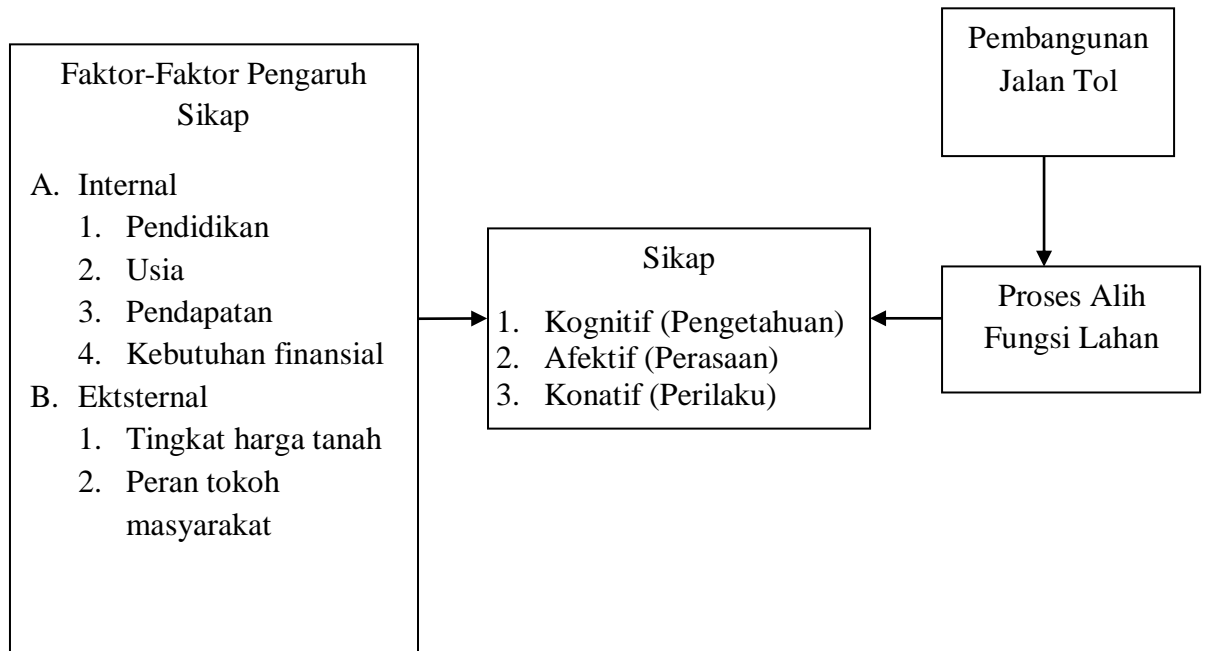 Faktor-Faktor Pengaruh
Sikap
A. Internal
1. Pendidikan
2. Usia
3. Pendapatan
4. Kebutuhan finansial
B. Ektsternal
1. Tingkat harga tanah
2. Peran tokoh
masyarakat
Sikap
1. Kognitif (Pengetahuan)
2. Afektif (Perasaan)
3. Konatif (Perilaku)
Pembangunan
Jalan Tol
Proses Alih
Fungsi Lahan